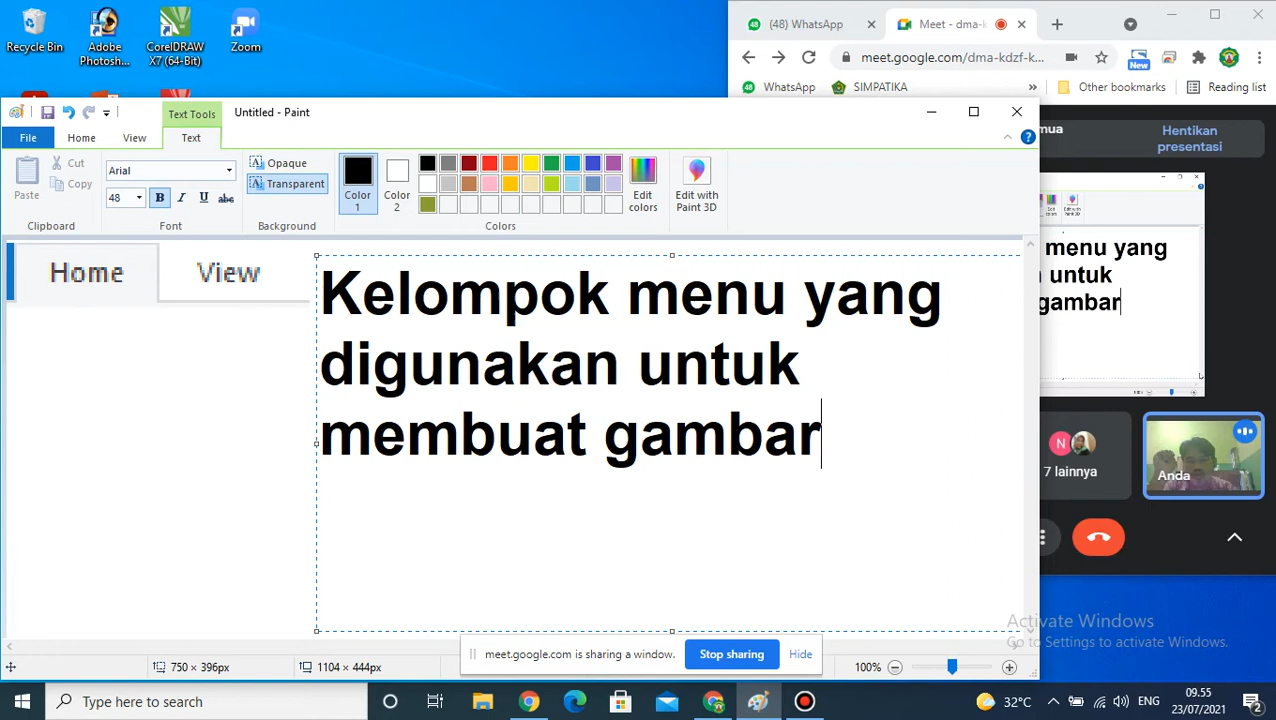 Recycle Bin
Adobe
Photosh...
CorelDRAW
X7 (64-Bit)
Zoom
(48) WhatsApp
Meet - dma-k
meet.google.com/dma-kdzf-k...
New
WhatsApp
SIMPATIKA
»
Other bookmarks
Reading list
Untitled - Paint
Text Tools
File
Home
View
Text
Paste
Cut
Copy
Clipboard
Arial
48
B I U abc
Font
Opaque
Transparent
Background
Color
1
Color
2
Edit
colors
Edit with
Paint 3D
Colors
Home
View
Kelompok menu yang
digunakan untuk
membuat gambar
mua
Hentikan
presentasi
menu yang
untuk
gambar
N
7 lainnya
Anda
Activate Windows
Go to Settings to activate Windows.
meet.google.com is sharing a window.
Stop sharing
Hide
750 × 396px
1104 × 444px
100%
Type here to search
32°C
ENG
09.55
23/07/2021
2